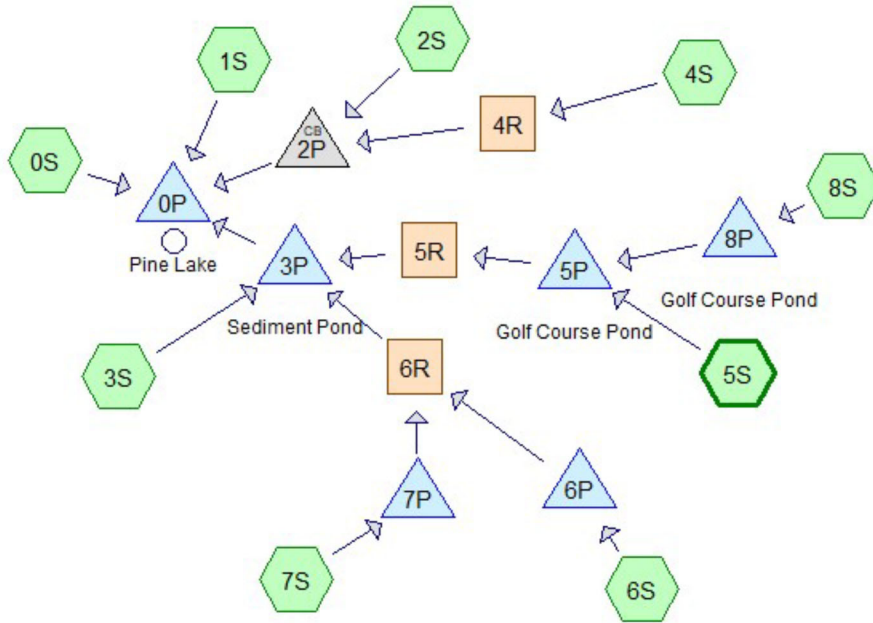 2S
1S
4S
CB
2P
4R
0S
8S
0P
8P
5R
5P
3P
Pine Lake
Golf Course Pond
Sediment Pond
Golf Course Pond
6R
5S
3S
7P
6P
7S
6S